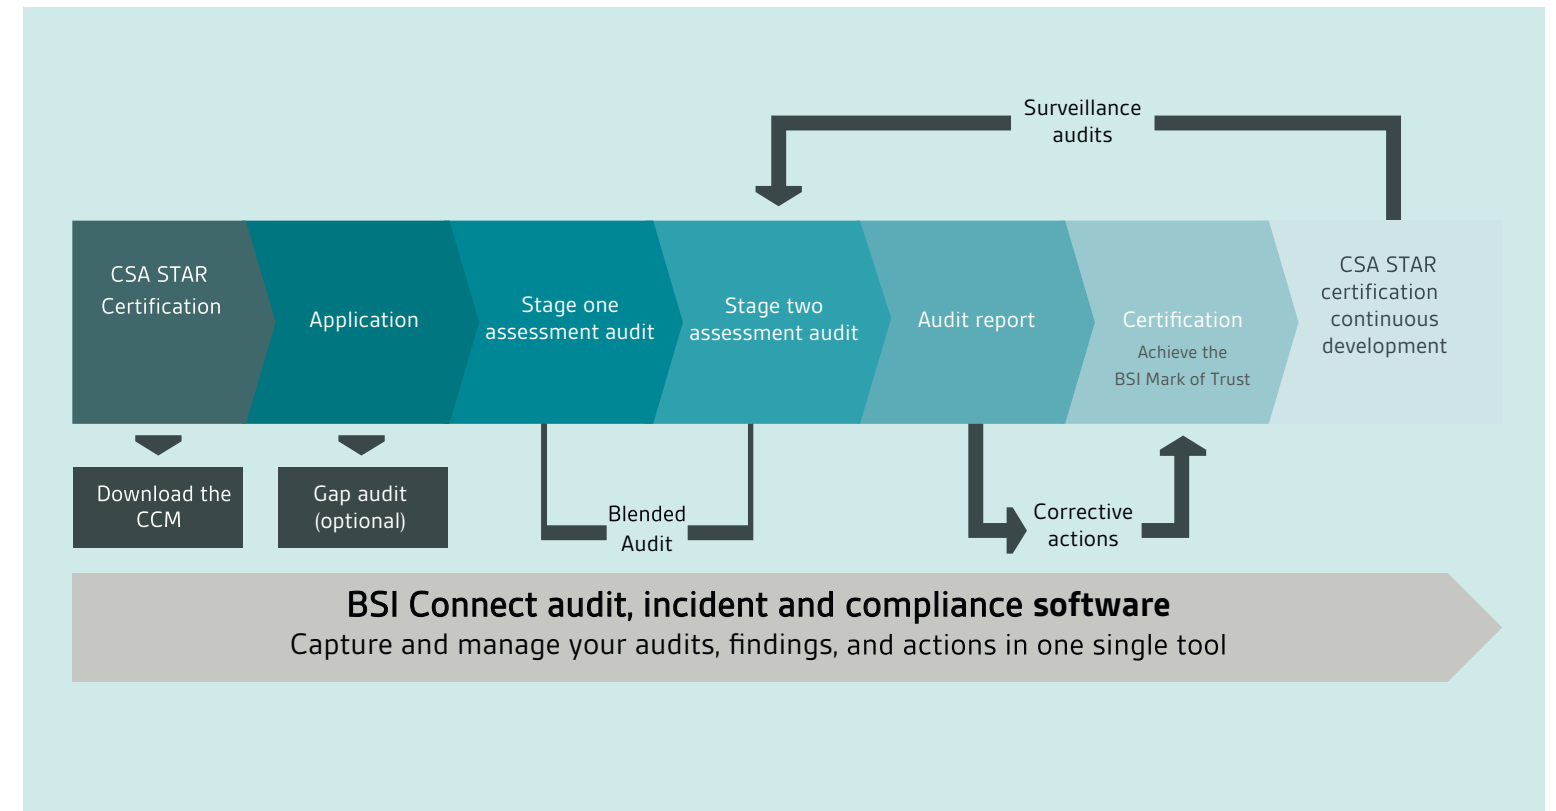 Surveillance
audits
CSA STAR
Certification
Application
Stage one
assessment audit
Stage two
assessment audit
Audit report
Certification
Achieve the
BSI Mark of Trust
CSA STAR
certification
continuous
development
Download the
CCM
Gap audit
(optional)
Blended
Audit
Corrective
actions
BSI Connect audit, incident and compliance software
Capture and manage your audits, findings, and actions in one single tool